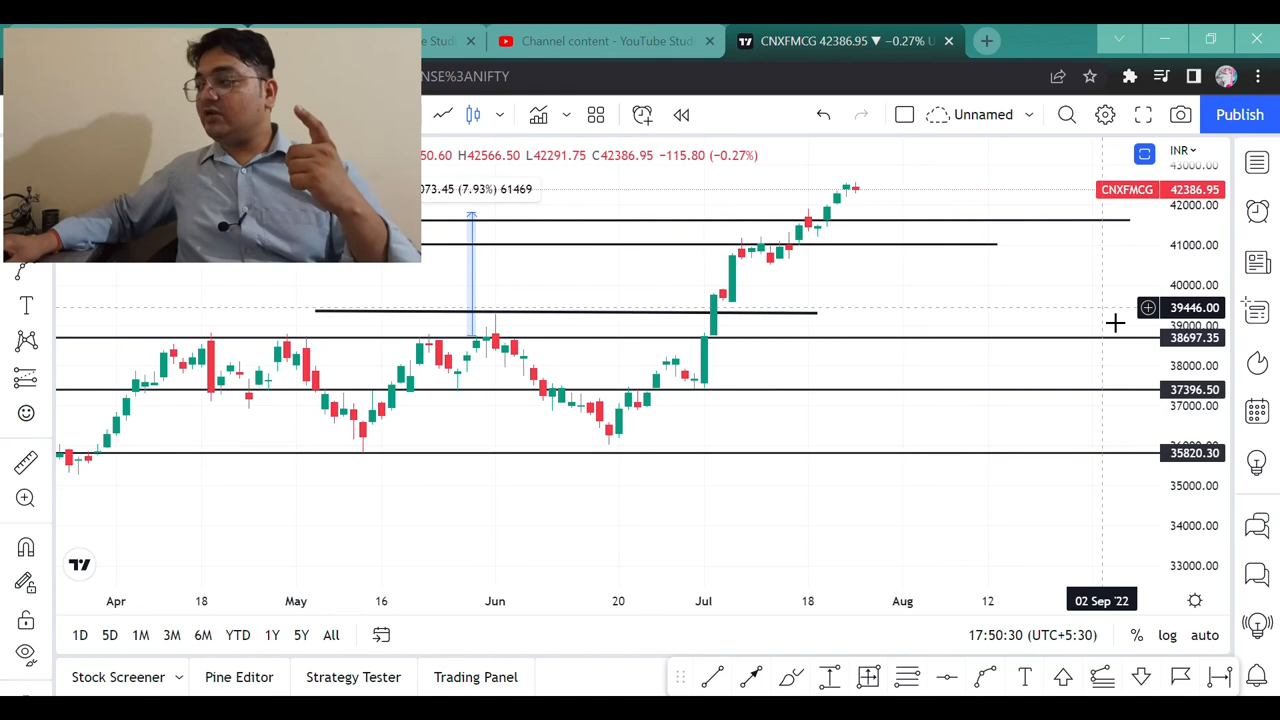 e Studi
Channel content - YouTube Studi
CNXFMCG 42386.95 ▼ −0.27% U
NSE%3ANIFTY
Unnamed
Publish
50.60 H42566.50 L42291.75 C42386.95 −115.80 (−0.27%)
INR
43000.00
073.45 (7.93%) 61469
CNXFMCG 42386.95
42000.00
41000.00
40000.00
39446.00
39000.00
38697.35
38000.00
37396.50
37000.00
36000.00
35820.30
35000.00
34000.00
33000.00
Apr 18 May 16 Jun 20 Jul 18 Aug 12 02 Sep '22
1D 5D 1M 3M 6M YTD 1Y 5Y All
17:50:30 (UTC+5:30) % log auto
Stock Screener Pine Editor Strategy Tester Trading Panel